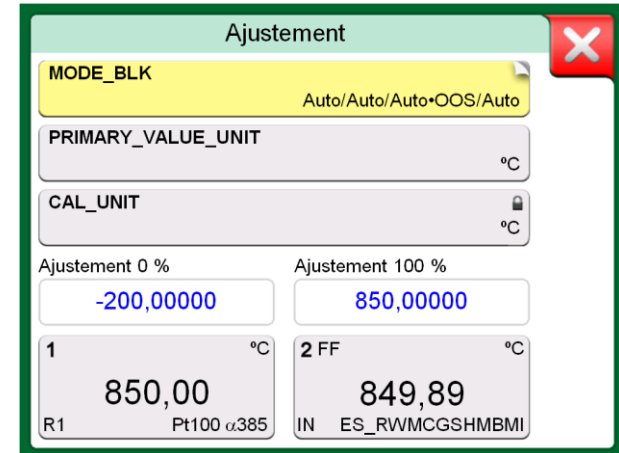 Ajustement
MODE_BLK
Auto/Auto/Auto•OOS/Auto
PRIMARY_VALUE_UNIT
ºC
CAL_UNIT
ºC
Ajustement 0 % Ajustement 100 %
-200,00000 850,00000
1 ºC 2 FF ºC
850,00 849,89
R1 Pt100 α385 IN ES_RWMCGSHMBMI